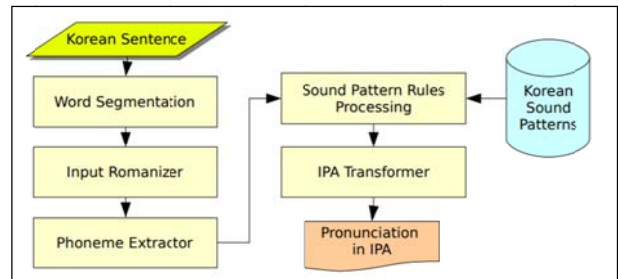 Korean Sentence
Word Segmentation
Input Romanizer
Phoneme Extractor
Sound Pattern Rules
Processing
Korean
Sound
Patterns
IPA Transformer
Pronunciation
in IPA